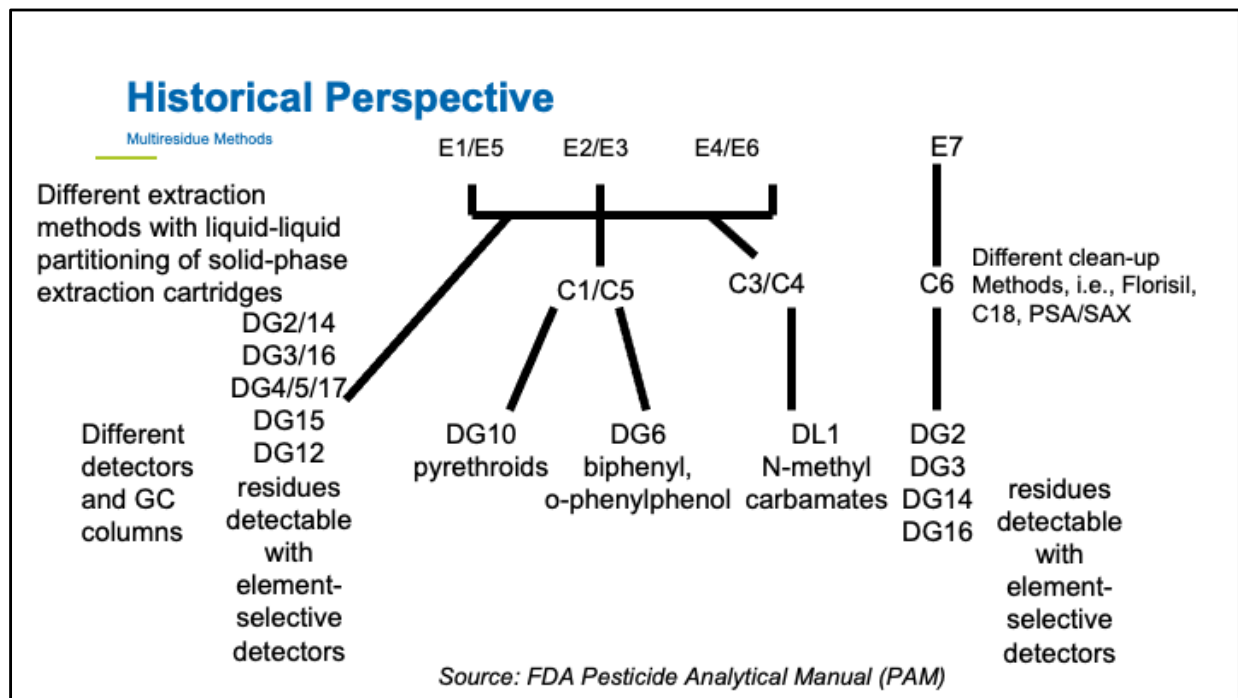 Historical Perspective
Multiresidue Methods
E1/E5
E2/E3
E4/E6
E7
Different extraction
methods with liquid-liquid
partitioning of solid-phase
extraction cartridges
C1/C5
C3/C4
C6
Different clean-up
Methods, i.e., Florisil,
C18, PSA/SAX
DG2/14
DG3/16
DG4/5/17
DG15
DG12
residues
detectable
with
element-
selective
detectors
Different
detectors
and GC
columns
DG10
pyrethroids
DG6
biphenyl,
o-phenylphenol
DL1
N-methyl
carbamates
DG2
DG3
DG14
DG16
residues
detectable
with
element-
selective
detectors
Source: FDA Pesticide Analytical Manual (PAM)